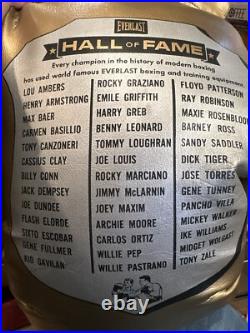 EVERLAST
HALL OF FAME
Every champion in the history of modern boxing
has used world famous EVERLAST boxing and training equipment
LOU AMBERS
HENRY ARMSTRONG
MAX BAER
CARMEN BASILLIO
TONY CANZONERI
CASSIUS CLAY
BILLY CONN
JACK DEMPSEY
JOE DUNDEE
FLASH ELORDE
SIXTO ESCOBAR
GENE FULLMER
KID GAVILAN
ROCKY GRAZIANO
EMILE GRIFFITH
HARRY GREB
BENNY LEONARD
TOMMY LOUGHRAN
JOE LOUIS
ROCKY MARCIANO
JIMMY McLARNIN
JOEY MAXIM
ARCHIE MOORE
CARLOS ORTIZ
WILLIE PEP
WILLIE PASTRANO
FLOYD PATTERSON
RAY ROBINSON
MAXIE ROSENBLOOM
BARNEY ROSS
SANDY SADDLER
DICK TIGER
JOSE TORRES
GENE TUNNEY
PANCHO VILLA
MICKEY WALKER
IKE WILLIAMS
MIDGET WOLGAST
TONY ZALE